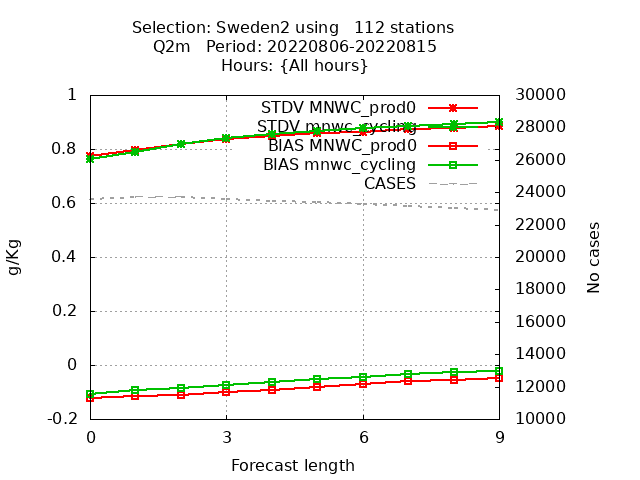 Selection: Sweden2 using   112 stations
Q2m   Period: 20220806-20220815
Hours: {All hours}
STDV MNWC_prod0
STDV mnwc_cycling
BIAS MNWC_prod0
BIAS mnwc_cycling
CASES
1
0.8
0.6
0.4
0.2
0
-0.2
g/Kg
30000
28000
26000
24000
22000
20000
18000
16000
14000
12000
10000
No cases
0 3 6 9
Forecast length